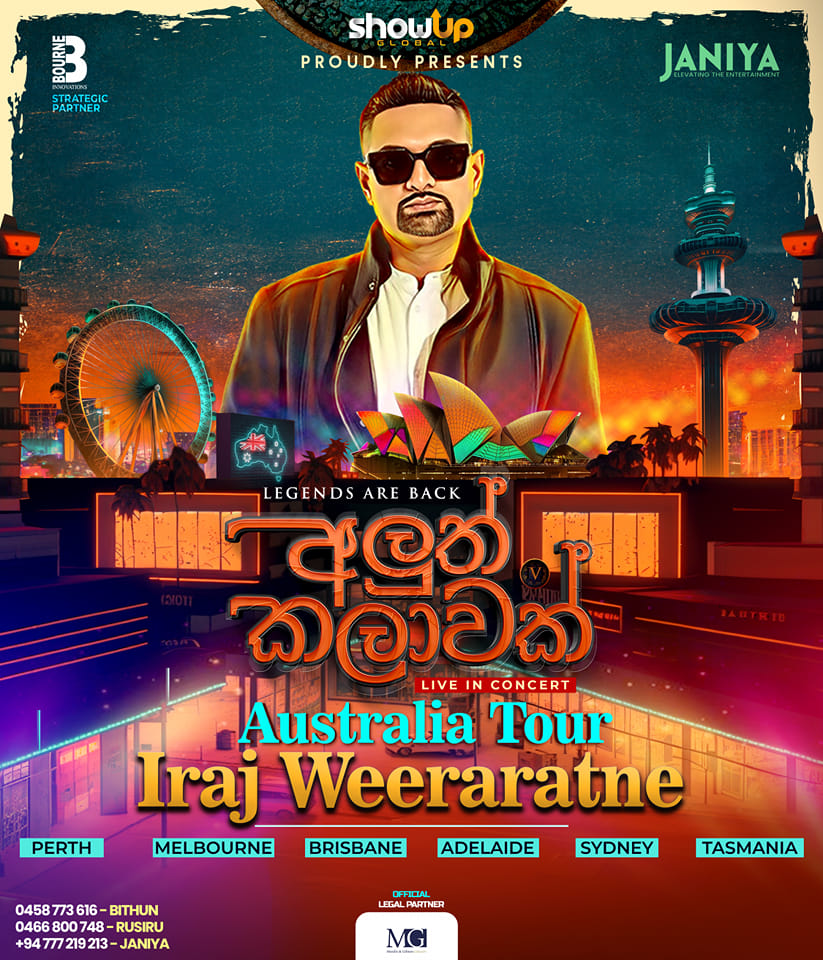 showUp
GLOBAL
PROUDLY PRESENTS
BOURNE B
INNOVATIONS
STRATEGIC
PARTNER
JANIYA
ELEVATING THE ENTERTAINMENT
LEGENDS ARE BACK
අලුත්
කලාවක්
LIVE IN CONCERT
Australia Tour
Iraj Weeraratne
PERTH MELBOURNE BRISBANE ADELAIDE SYDNEY TASMANIA
0458 773 616 – BITHUN
0466 800 748 – RUSIRU
+94 777 219 213 – JANIYA
OFFICIAL
LEGAL PARTNER
MG